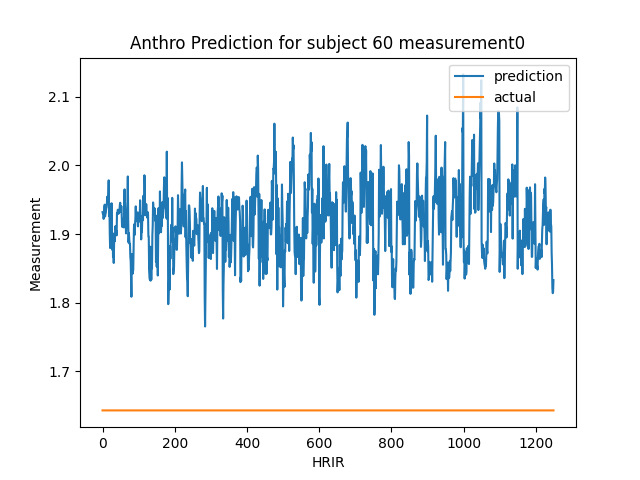 Anthro Prediction for subject 60 measurement0
prediction
actual
2.1
2.0
1.9
1.8
1.7
Measurement
0
200
400
600
800
1000
1200
HRIR